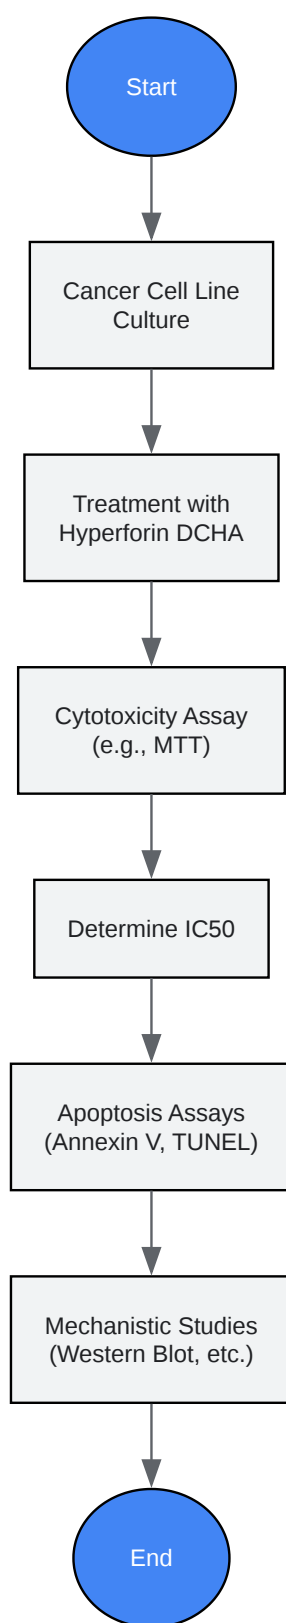 Start
Cancer Cell Line
Culture
Treatment with
Hyperforin DCHA
Cytotoxicity Assay
(e.g., MTT)
Determine IC50
Apoptosis Assays
(Annexin V, TUNEL)
Mechanistic Studies
(Western Blot, etc.)
End